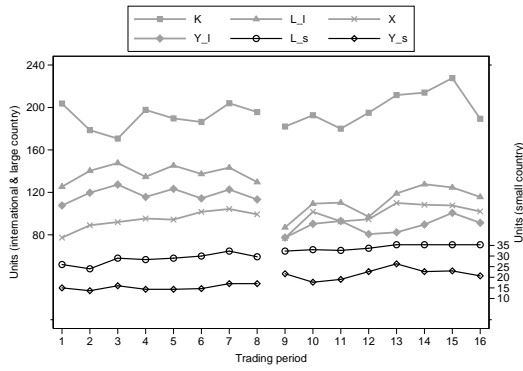 K L_l X
Y_l L_s Y_s
240
200
160
120
80
35
30
25
20
15
10
Units (international & large country)
Units (small country)
1 2 3 4 5 6 7 8 9 10 11 12 13 14 15 16
Trading period